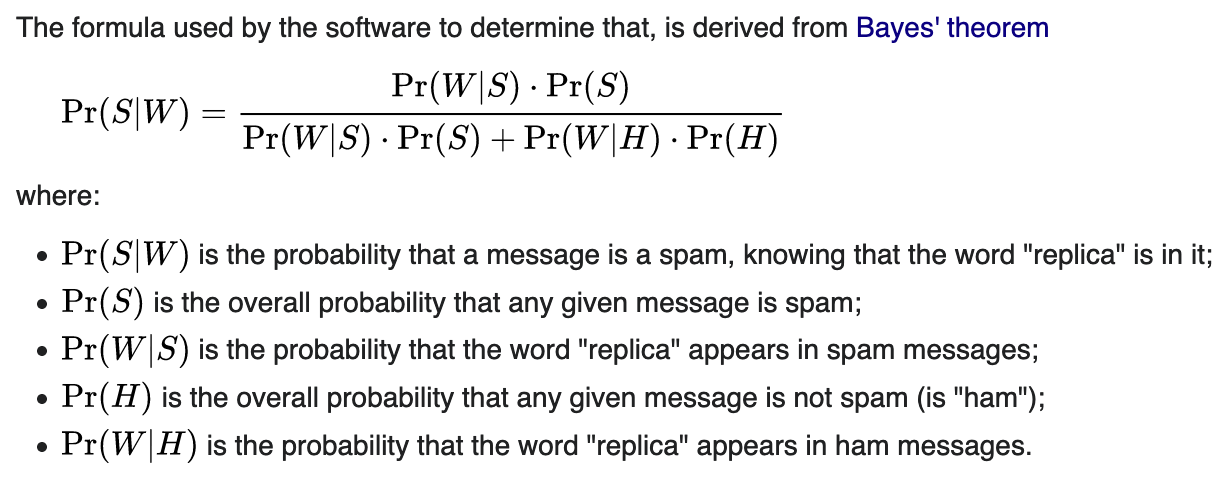 The formula used by the software to determine that, is derived from Bayes' theorem
Pr(S|W) = Pr(W|S) · Pr(S) / Pr(W|S) · Pr(S) + Pr(W|H) · Pr(H)
where:
• Pr(S|W) is the probability that a message is a spam, knowing that the word "replica" is in it;
• Pr(S) is the overall probability that any given message is spam;
• Pr(W|S) is the probability that the word "replica" appears in spam messages;
• Pr(H) is the overall probability that any given message is not spam (is "ham");
• Pr(W|H) is the probability that the word "replica" appears in ham messages.